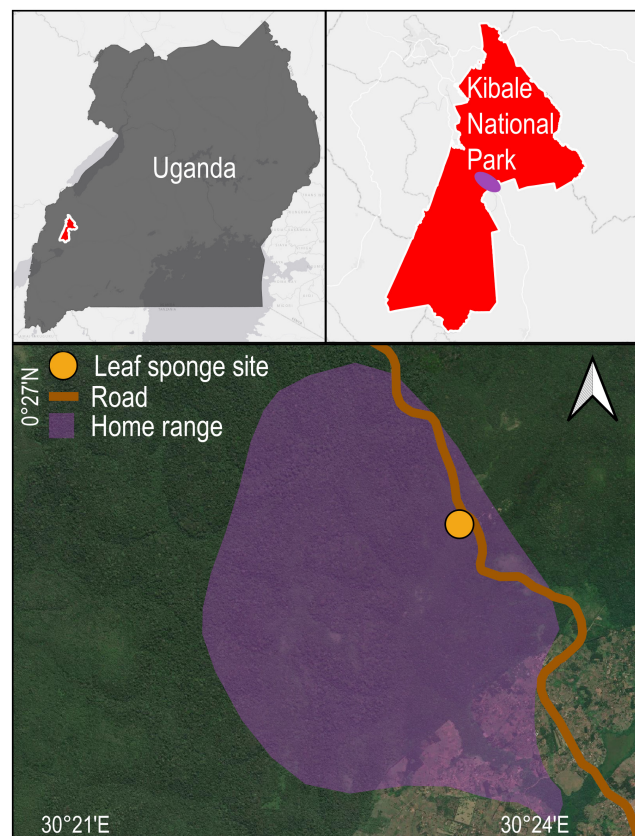 Uganda
Kibale
National
Park
Leaf sponge site
Road
Home range
0°27'N
30°21'E
30°24'E